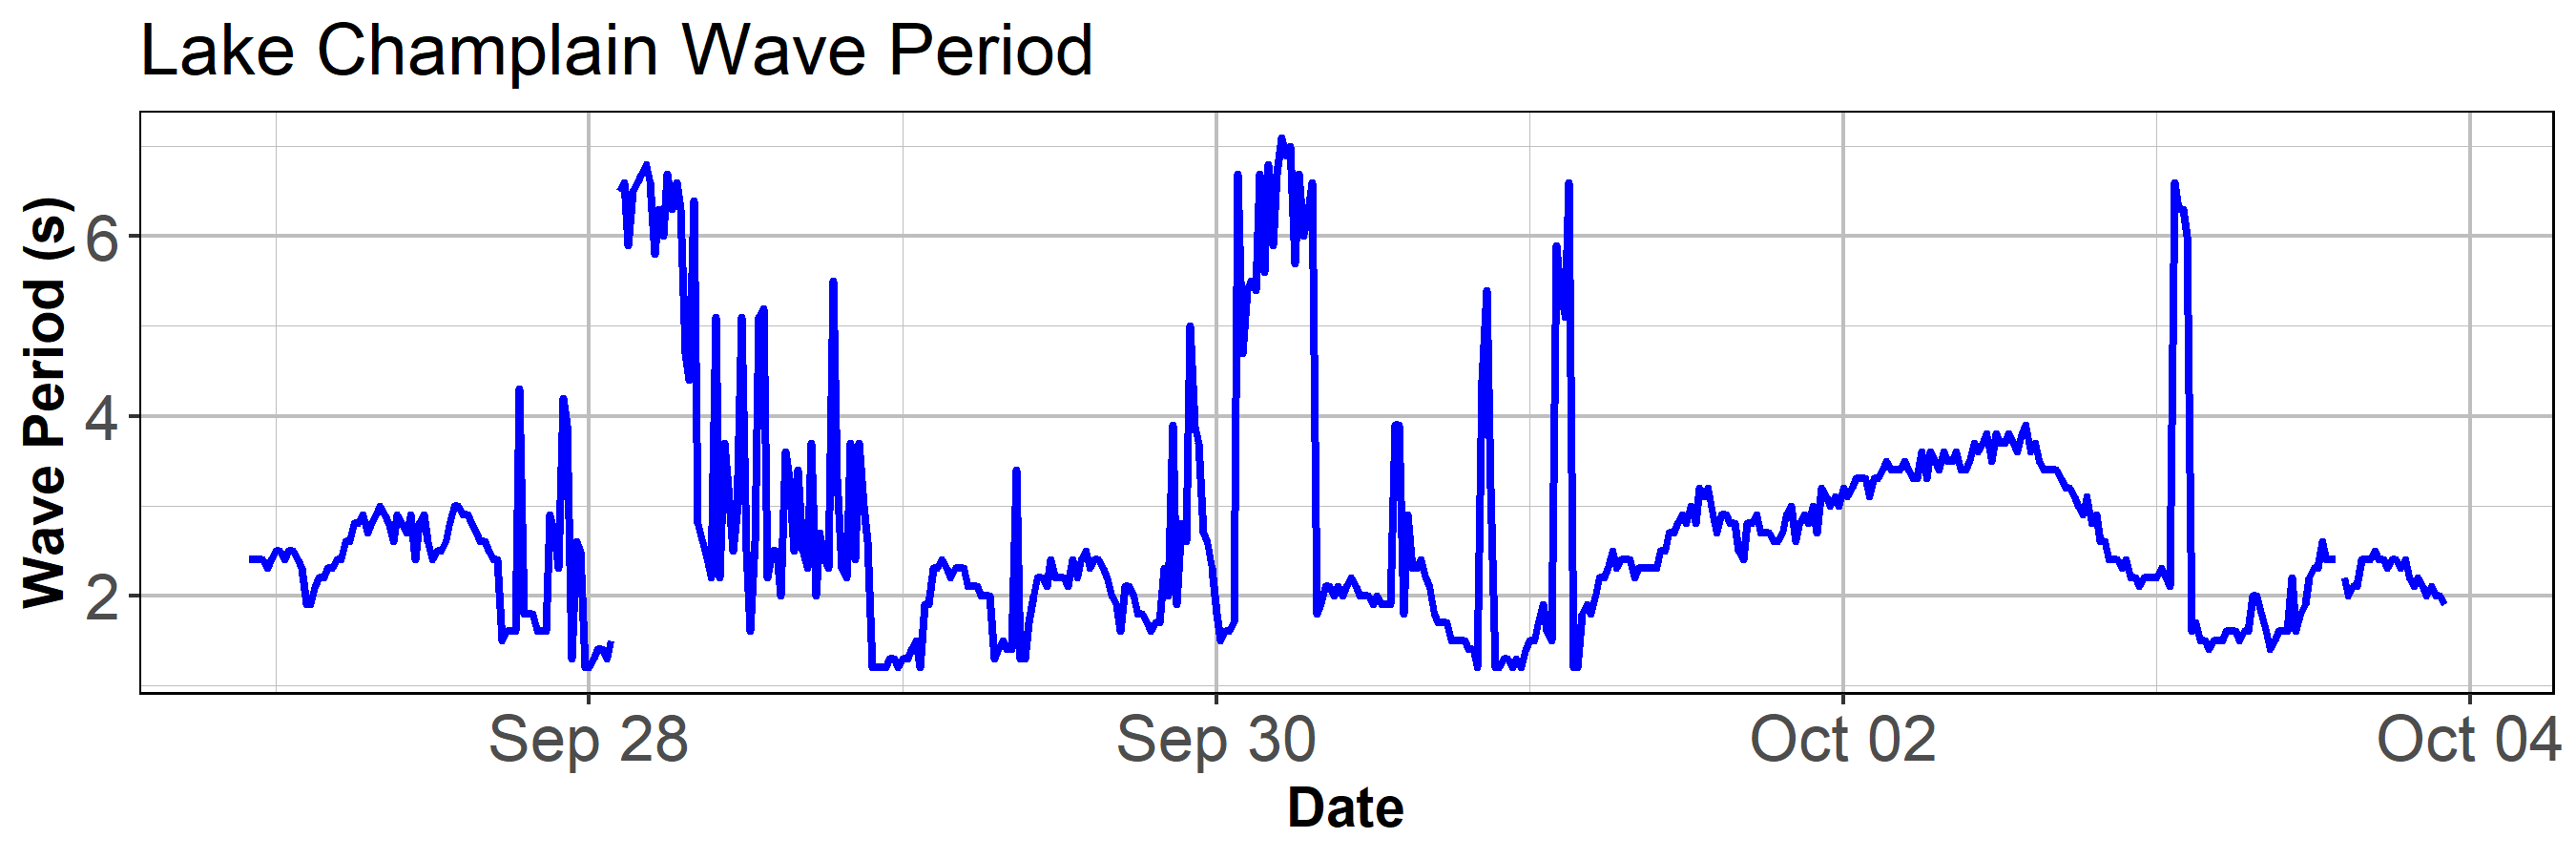 Lake Champlain Wave Period
Wave Period (s)
6
4
2
Sep 28 Sep 30 Oct 02 Oct 04
Date